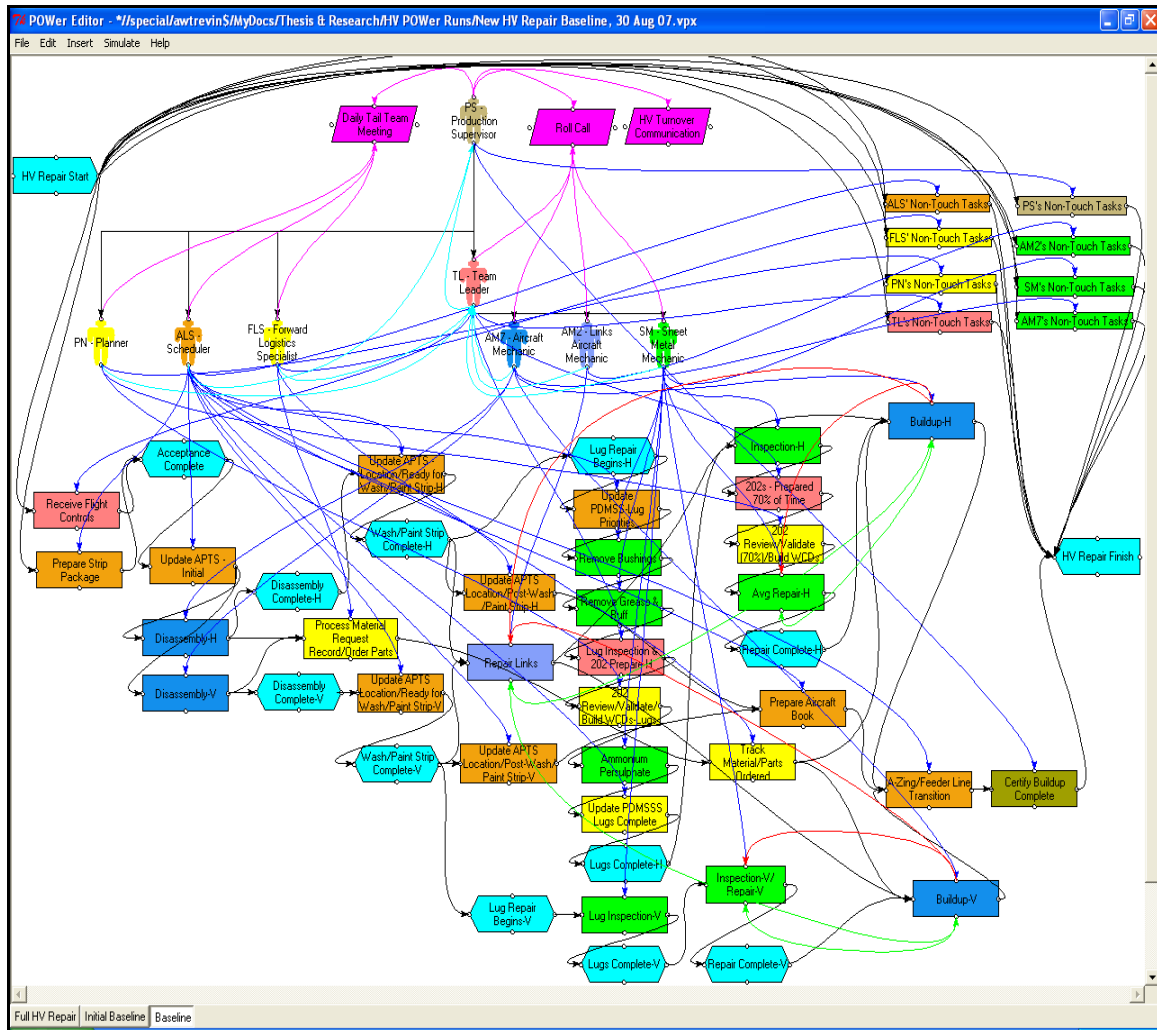 POWer Editor - *//special/awtrevin$/MyDocs/Thesis & Research/HV POWer Runs/New HV Repair Baseline, 30 Aug 07.vpx
File Edit Insert Simulate Help
Daily Tail Team
Meeting
PS -
Production
Supervisor
Roll Call
HV Turnover
Communication
HV Repair Start
ALS' Non-Touch Tasks
PS's Non-Touch Tasks
FLS' Non-Touch Tasks
AM2's Non-Touch Tasks
PN's Non-Touch Tasks
SM's Non-Touch Tasks
TL's Non-Touch Tasks
AM7's Non-Touch Tasks
TL - Team
Leader
PN - Planner
ALS -
Scheduler
FLS - Forward
Logistics
Specialist
AM7 - Aircraft
Mechanic
AM2 - Links
Aircraft
Mechanic
SM - Sheet
Metal
Mechanic
Buildup-H
Acceptance
Complete
Update APTS -
Location/Ready for
Wash/Paint Strip-H
Lug Repair
Begins-H
Inspection-H
Receive Flight
Controls
202s - Prepared
70% of Time
Update
PDMSS-Lug
Priorities
Wash/Paint Strip
Complete-H
202
Review/Validate
(70%)/Build WCDs
Prepare Strip
Package
Update APTS -
Initial
Remove Bushings
HV Repair Finish
Disassembly
Complete-H
Update APTS
Location/Post-Wash
/Paint Strip-H
Remove Grease &
Buff
Avg Repair-H
Disassembly-H
Process Material
Request
Record/Order Parts
Repair Links
Lug Inspection &
202 Prepare-H
Repair Complete-H
Disassembly-V
Disassembly
Complete-V
Update APTS
Location/Ready for
Wash/Paint Strip-V
202
Review/Validate/
Build WCDs-Lugs
Prepare Aircraft
Book
Wash/Paint Strip
Complete-V
Update APTS
Location/Post-Wash/
Paint Strip-V
Ammonium
Persulphate
Track
Material/Parts
Ordered
A-Zing/Feeder Line
Transition
Certify Buildup
Complete
Update PDMSSS
Lugs Complete
Lugs Complete-H
Inspection-V/
Repair-V
Buildup-V
Lug Repair
Begins-V
Lug Inspection-V
Lugs Complete-V
Repair Complete-V
Full HV Repair Initial Baseline Baseline